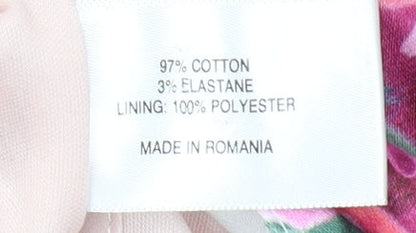 97% COTTON
3% ELASTANE
LINING: 100% POLYESTER
MADE IN ROMANIA